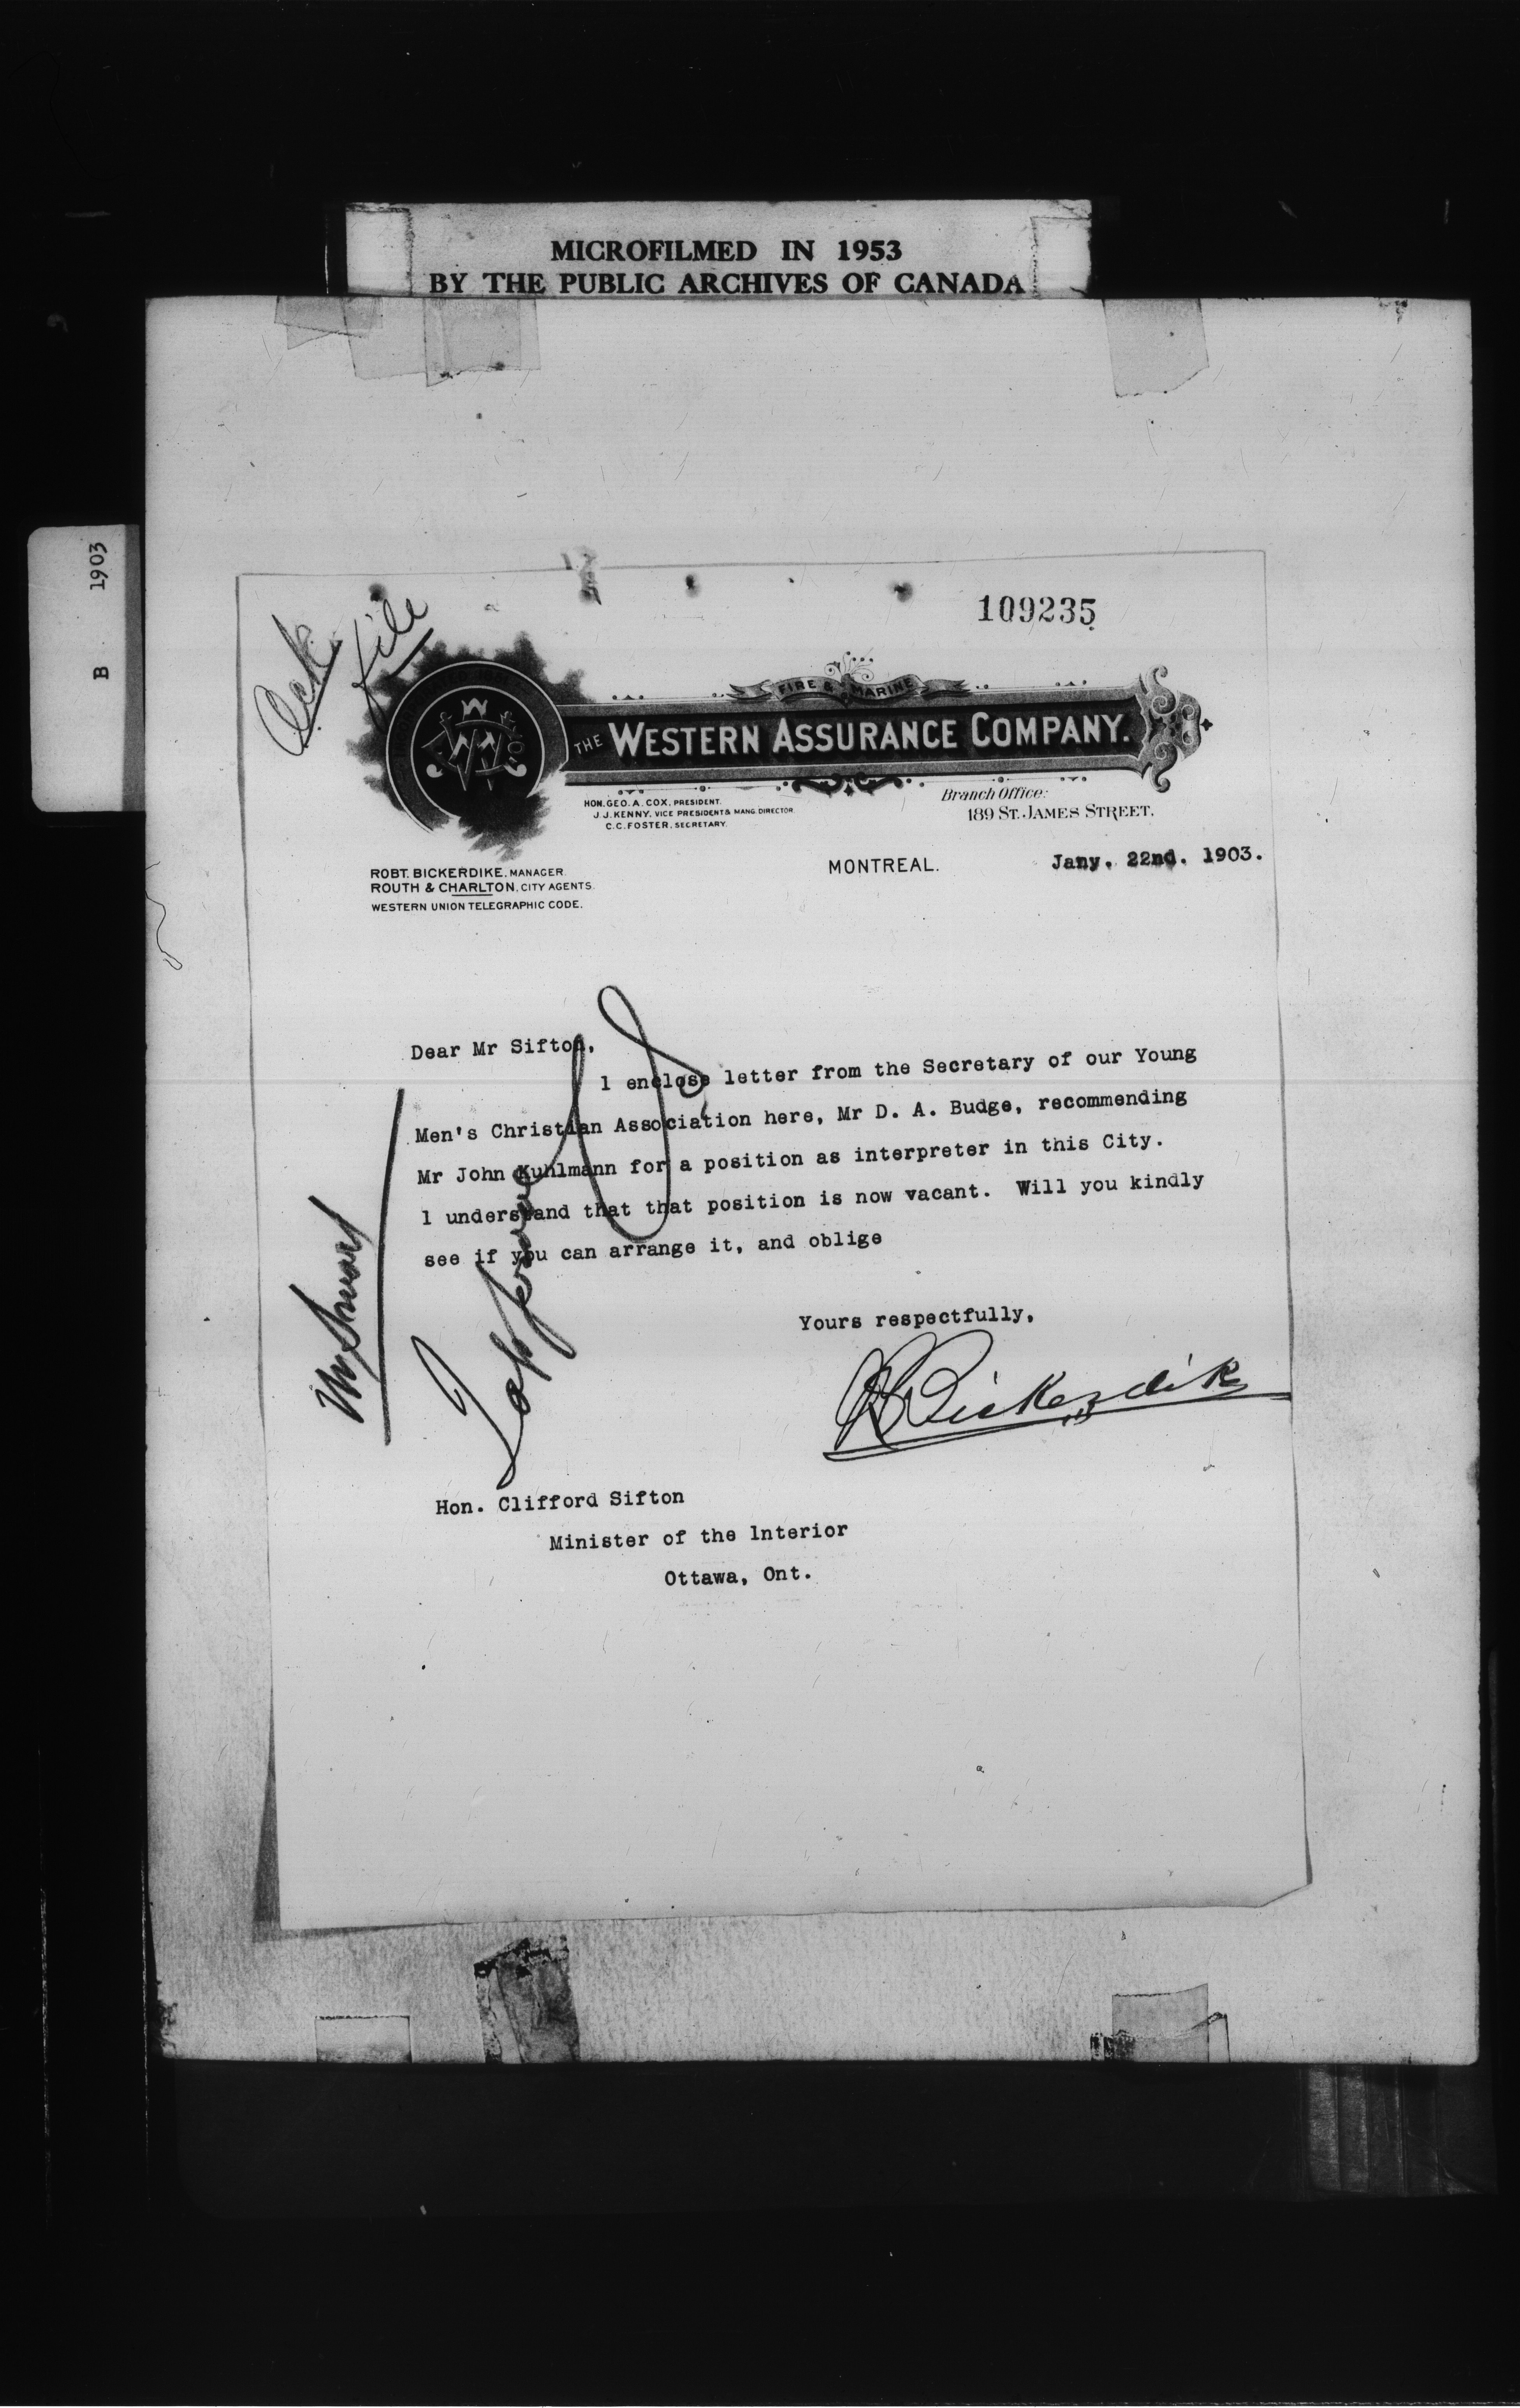 MICROFILMED IN 1953
BY THE PUBLIC ARCHIVES OF CANADA
B 1903
109235
Ack
File
FIRE & MARINE
THE WESTERN ASSURANCE COMPANY.
HON. GEO. A. COX, PRESIDENT.
J. J. KENNY, VICE PRESIDENT & MANG. DIRECTOR
C. C. FOSTER, SECRETARY.
Branch Office:
189 ST. JAMES STREET.
ROBT. BICKERDIKE, MANAGER
ROUTH & CHARLTON, CITY AGENTS.
WESTERN UNION TELEGRAPHIC CODE.
MONTREAL.
Jany. 22nd. 1903.
Dear Mr Sifton,
I enclose letter from the Secretary of our Young
Men's Christian Association here, Mr D. A. Budge, recommending
Mr John Kuhlmann for a position as interpreter in this City.
I understand that that position is now vacant. Will you kindly
see if you can arrange it, and oblige
Yours respectfully,
R Bickerdike
Mr Smart
Hon. Clifford Sifton
Minister of the Interior
Ottawa, Ont.